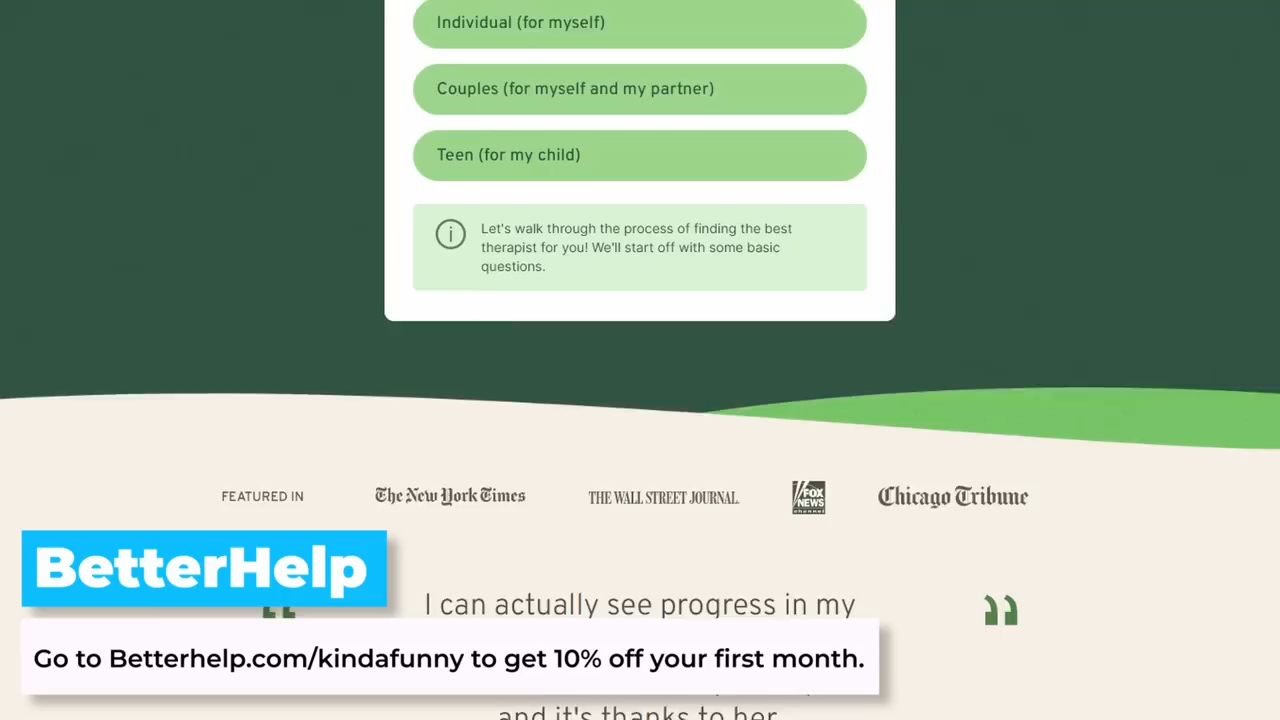 Individual (for myself)
Couples (for myself and my partner)
Teen (for my child)
Let's walk through the process of finding the best
therapist for you! We'll start off with some basic
questions.
FEATURED IN
The New York Times
THE WALL STREET JOURNAL.
FOX
NEWS
channel
Chicago Tribune
BetterHelp
I can actually see progress in my
Go to Betterhelp.com/kindafunny to get 10% off your first month.
and it's thanks to her